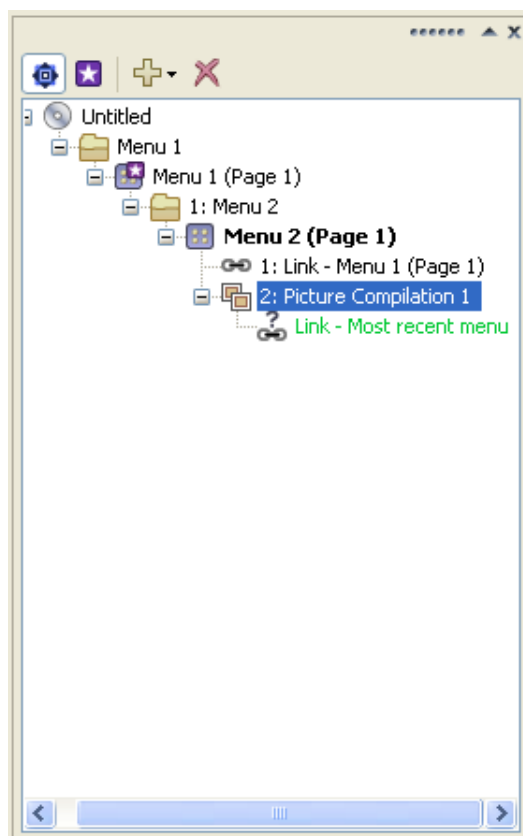 Untitled
Menu 1
Menu 1 (Page 1)
1: Menu 2
Menu 2 (Page 1)
1: Link - Menu 1 (Page 1)
2: Picture Compilation 1
Link - Most recent menu